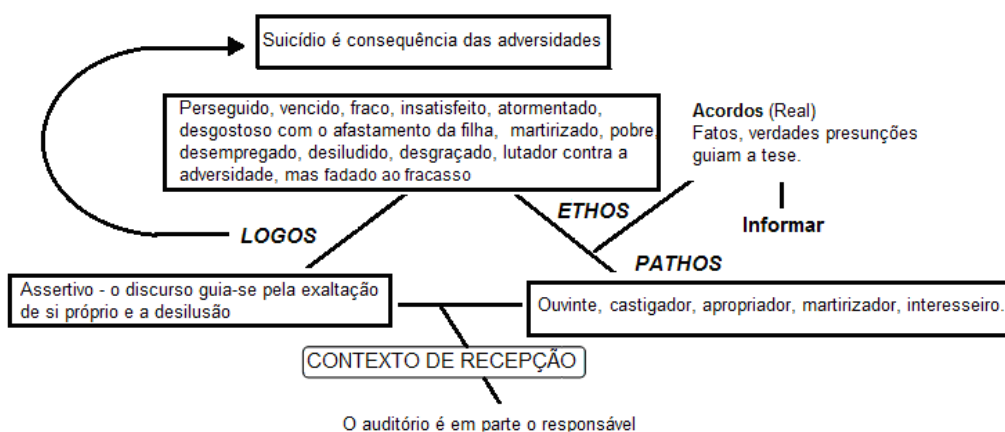 Suicídio é consequência das adversidades
Perseguido, vencido, fraco, insatisfeito, atormentado,
desgostoso com o afastamento da filha, martirizado, pobre,
desempregado, desiludido, desgraçado, lutador contra a
adversidade, mas fadado ao fracasso
Acordos (Real)
Fatos, verdades presunções
guiam a tese.
ETHOS
Informar
LOGOS
PATHOS
Assertivo - o discurso guia-se pela exaltação
de si próprio e a desilusão
Ouvinte, castigador, apropriador, martirizador, interesseiro.
CONTEXTO DE RECEPÇÃO
O auditório é em parte o responsável